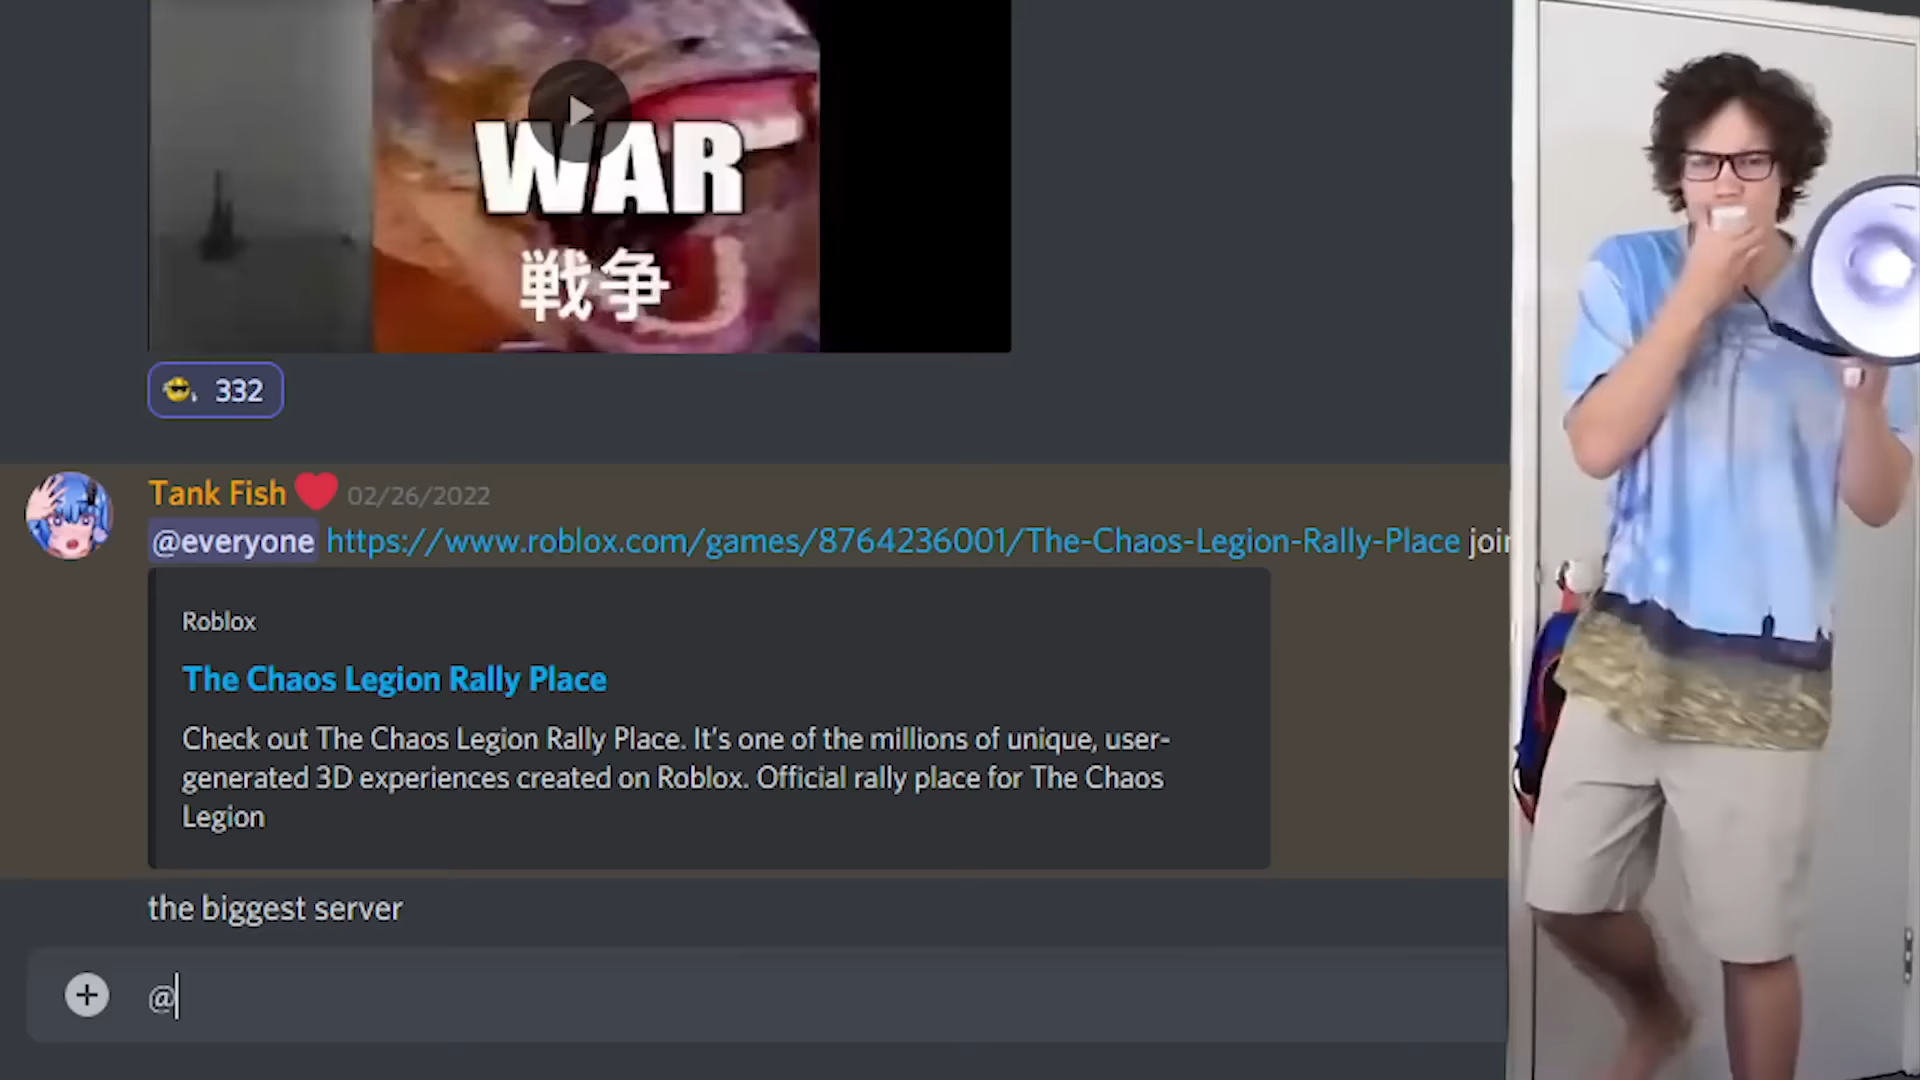 WAR
戦争
332
Tank Fish 02/26/2022
@everyone https://www.roblox.com/games/8764236001/The-Chaos-Legion-Rally-Place joi
Roblox
The Chaos Legion Rally Place
Check out The Chaos Legion Rally Place. It's one of the millions of unique, user-
generated 3D experiences created on Roblox. Official rally place for The Chaos
Legion
the biggest server
@